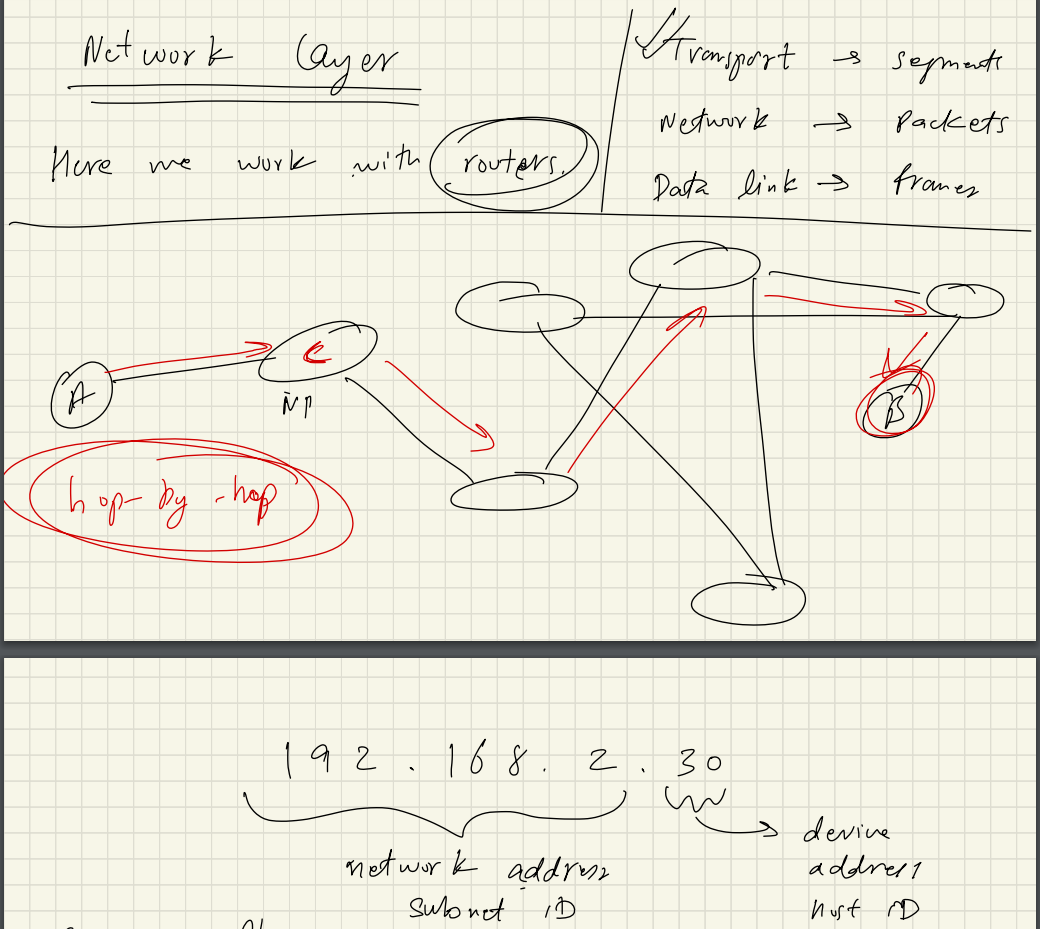 Network Layer
Here we work with routers.
Transport → segments
Network → Packets
Data link → frames
A
C
N1
B
hop-by-hop
192.168.2.30
network address
subnet ID
device
address
host ID